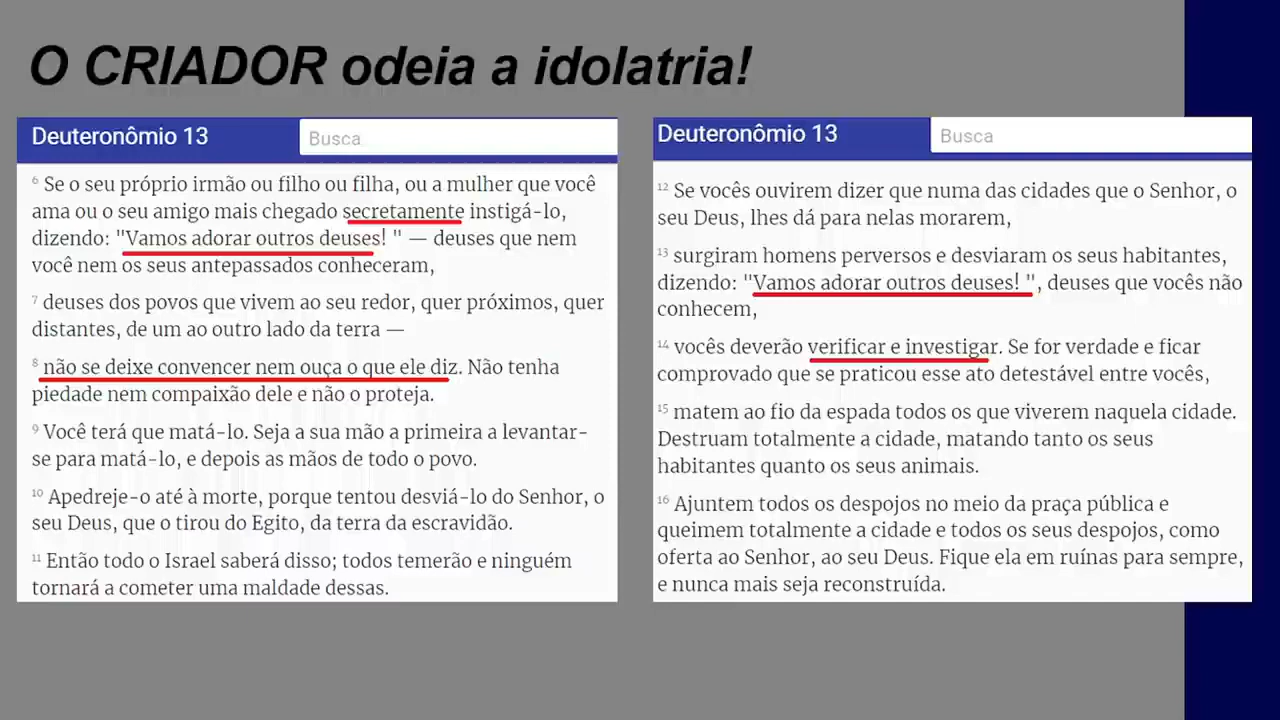 O CRIADOR odeia a idolatria!
Deuteronômio 13
Busca
6 Se o seu próprio irmão ou filho ou filha, ou a mulher que você
ama ou o seu amigo mais chegado secretamente instigá-lo,
dizendo: "Vamos adorar outros deuses! " — deuses que nem
você nem os seus antepassados conheceram,
7 deuses dos povos que vivem ao seu redor, quer próximos, quer
distantes, de um ao outro lado da terra —
8 não se deixe convencer nem ouça o que ele diz. Não tenha
piedade nem compaixão dele e não o proteja.
9 Você terá que matá-lo. Seja a sua mão a primeira a levantar-
se para matá-lo, e depois as mãos de todo o povo.
10 Apedreje-o até à morte, porque tentou desviá-lo do Senhor, o
seu Deus, que o tirou do Egito, da terra da escravidão.
11 Então todo o Israel saberá disso; todos temerão e ninguém
tornará a cometer uma maldade dessas.
Deuteronômio 13
Busca
12 Se vocês ouvirem dizer que numa das cidades que o Senhor, o
seu Deus, lhes dá para nelas morarem,
13 surgiram homens perversos e desviaram os seus habitantes,
dizendo: "Vamos adorar outros deuses! ", deuses que vocês não
conhecem,
14 vocês deverão verificar e investigar. Se for verdade e ficar
comprovado que se praticou esse ato detestável entre vocês,
15 matem ao fio da espada todos os que viverem naquela cidade.
Destruam totalmente a cidade, matando tanto os seus
habitantes quanto os seus animais.
16 Ajuntem todos os despojos no meio da praça pública e
queimem totalmente a cidade e todos os seus despojos, como
oferta ao Senhor, ao seu Deus. Fique ela em ruínas para sempre,
e nunca mais seja reconstruída.